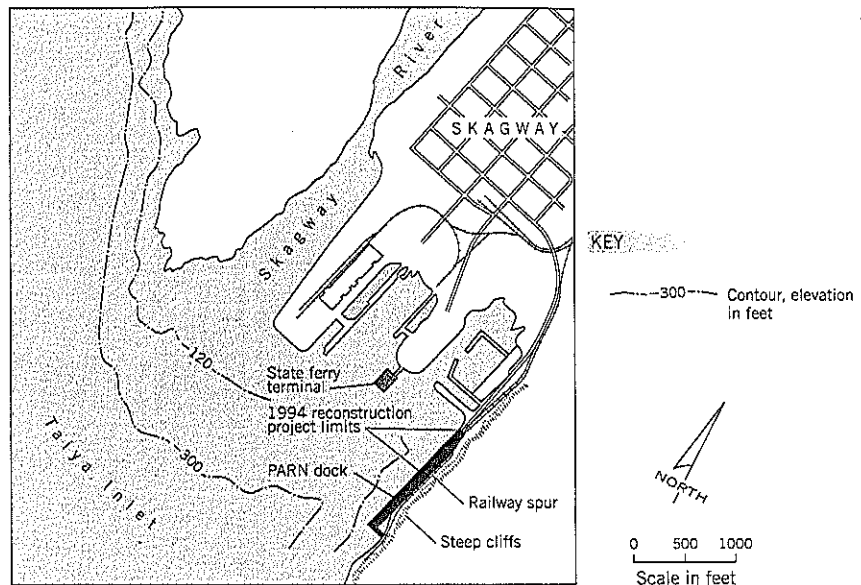 River
SKAGWAY
Skagway
KEY
-300
Contour, elevation
in feet
-120
State ferry
terminal
1994 reconstruction
project limits
-300
Taiya Inlet
PARN dock
Railway spur
Steep cliffs
NORTH
0 500 1000
Scale in feet